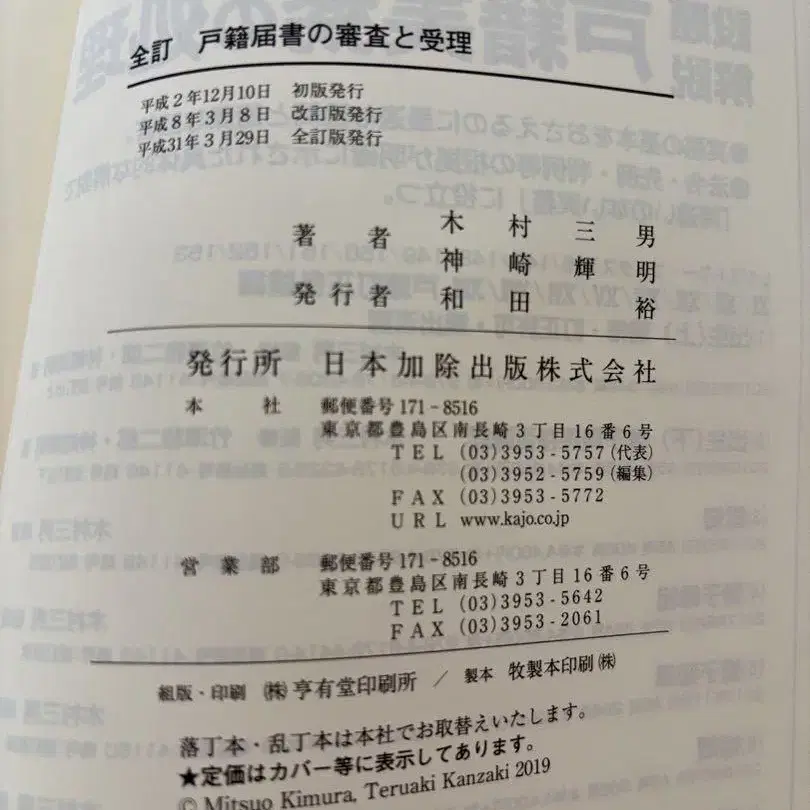 全訂 戸籍届書の審査と受理
平成2年12月10日 初版発行
平成8年3月8日 改訂版発行
平成31年3月29日 全訂版発行
著者 木村三男
神崎輝明
発行者 和田裕
発行所 日本加除出版株式会社
本社 郵便番号171-8516
東京都豊島区南長崎3丁目16番6号
TEL (03)3953-5757(代表)
(03)3952-5759(編集)
FAX (03)3953-5772
URL www.kajo.co.jp
営業部 郵便番号171-8516
東京都豊島区南長崎3丁目16番6号
TEL (03)3953-5642
FAX (03)3953-2061
組版・印刷 ㈱亨有堂印刷所 / 製本 牧製本印刷㈱
落丁本・乱丁本は本社でお取替えいたします。
★定価はカバー等に表示してあります。
© Mitsuo Kimura, Teruaki Kanzaki 2019